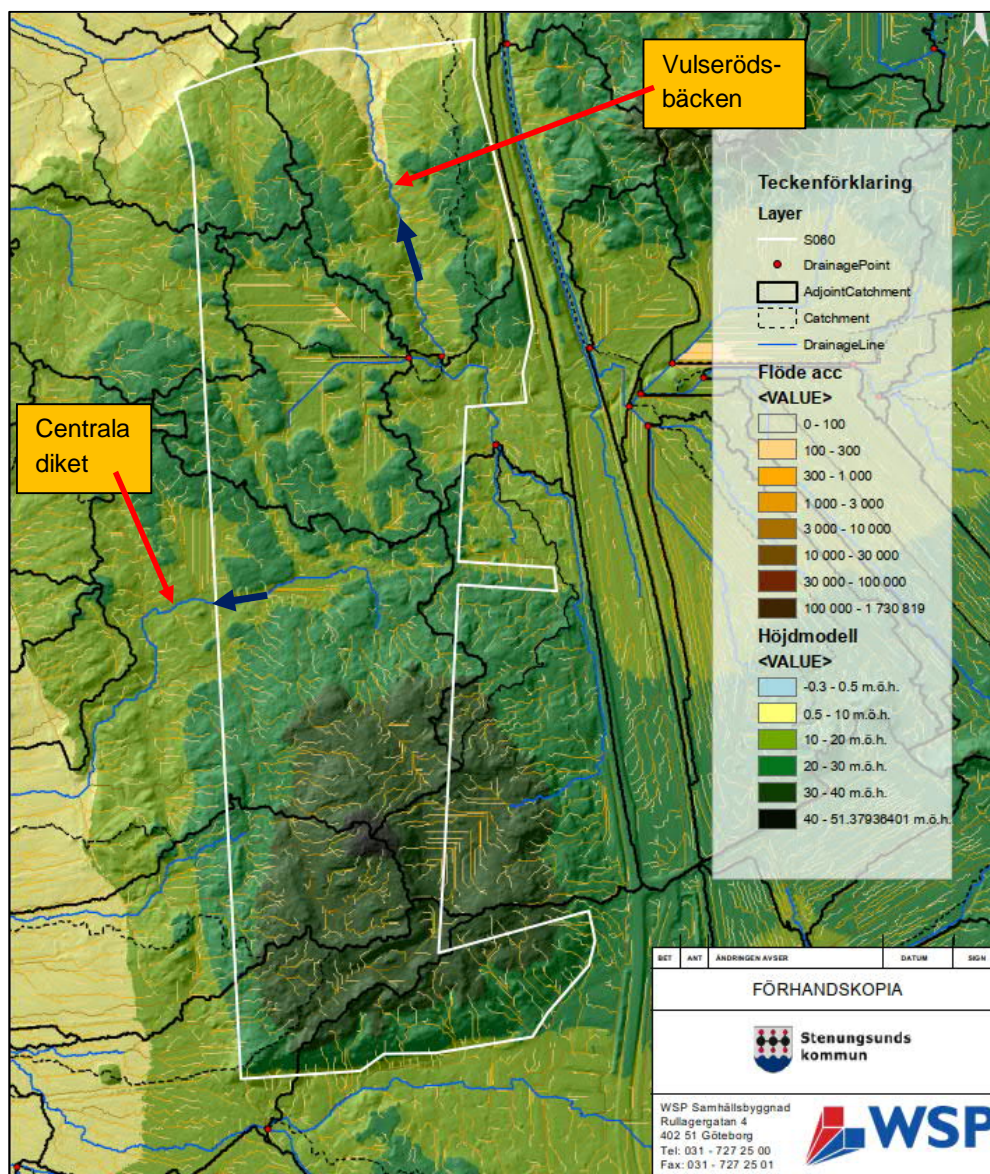 Vulseröds-
bäcken
Centrala
diket
Teckenförklaring
Layer
S060
DrainagePoint
AdjointCatchment
Catchment
DrainageLine
Flöde acc
<VALUE>
0 - 100
100 - 300
300 - 1 000
1 000 - 3 000
3 000 - 10 000
10 000 - 30 000
30 000 - 100 000
100 000 - 1 730 819
Höjdmodell
<VALUE>
-0.3 - 0.5 m.ö.h.
0.5 - 10 m.ö.h.
10 - 20 m.ö.h.
20 - 30 m.ö.h.
30 - 40 m.ö.h.
40 - 51.37936401 m.ö.h.
BET ANT ÄNDRINGEN AVSER DATUM SIGN
FÖRHANDSKOPIA
Stenungsunds
kommun
WSP Samhällsbyggnad
Rullagergatan 4
402 51 Göteborg
Tel: 031 - 727 25 00
Fax: 031 - 727 25 01
WSP